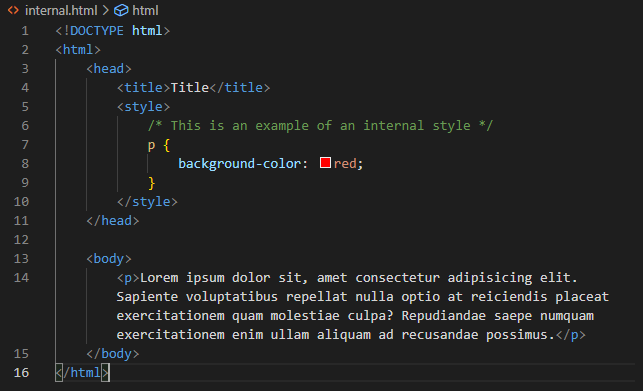 internal.html > html
1 <!DOCTYPE html>
2 <html>
3     <head>
4         <title>Title</title>
5         <style>
6             /* This is an example of an internal style */
7             p {
8                 background-color: red;
9             }
10         </style>
11     </head>
12
13     <body>
14         <p>Lorem ipsum dolor sit, amet consectetur adipisicing elit.
        Sapiente voluptatibus repellat nulla optio at reiciendis placeat
        exercitationem quam molestiae culpa? Repudiandae saepe numquam
        exercitationem enim ullam aliquam ad recusandae possimus.</p>
15     </body>
16 </html>